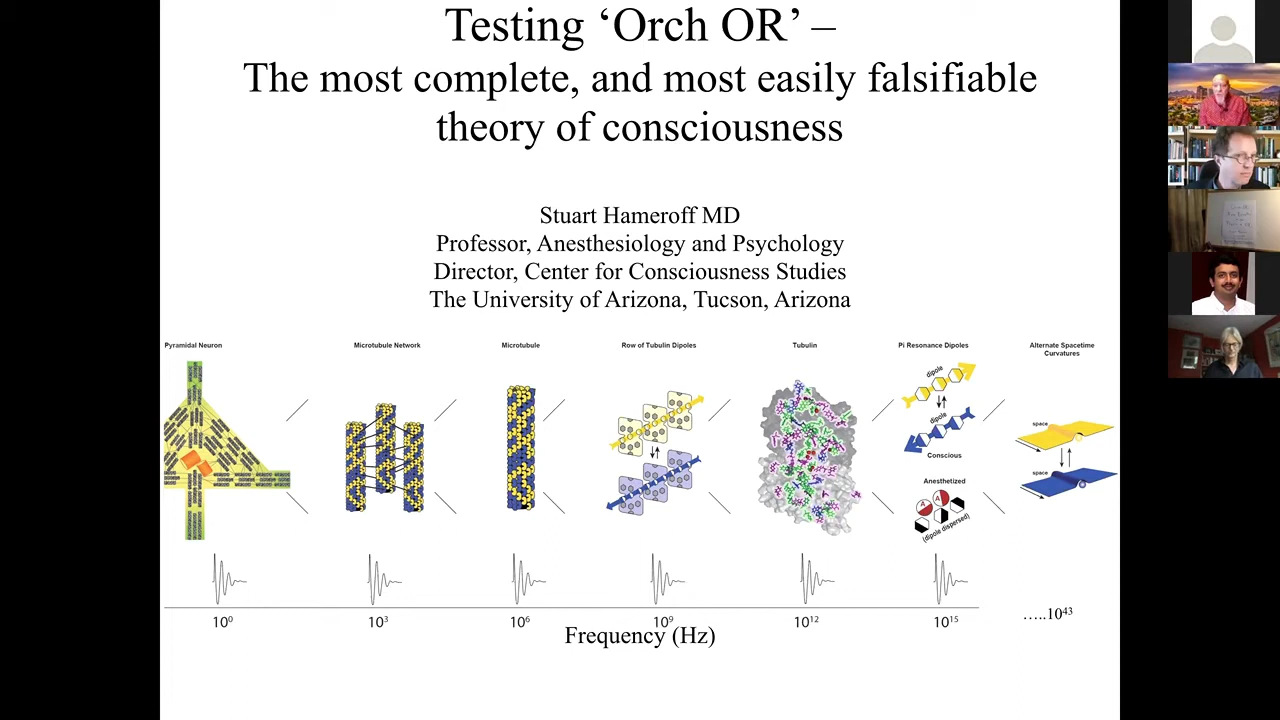 Testing ‘Orch OR’ –
The most complete, and most easily falsifiable
theory of consciousness
Stuart Hameroff MD
Professor, Anesthesiology and Psychology
Director, Center for Consciousness Studies
The University of Arizona, Tucson, Arizona
Pyramidal Neuron
Microtubule Network
Microtubule
Row of Tubulin Dipoles
Tubulin
Pi Resonance Dipoles
Alternate Spacetime
Curvatures
dipole
dipole
Conscious
Anesthetized
A
A
(dipole dispersed)
space
space
10⁰
10³
10⁶
10⁹
10¹²
10¹⁵
…..10⁴³
Frequency (Hz)